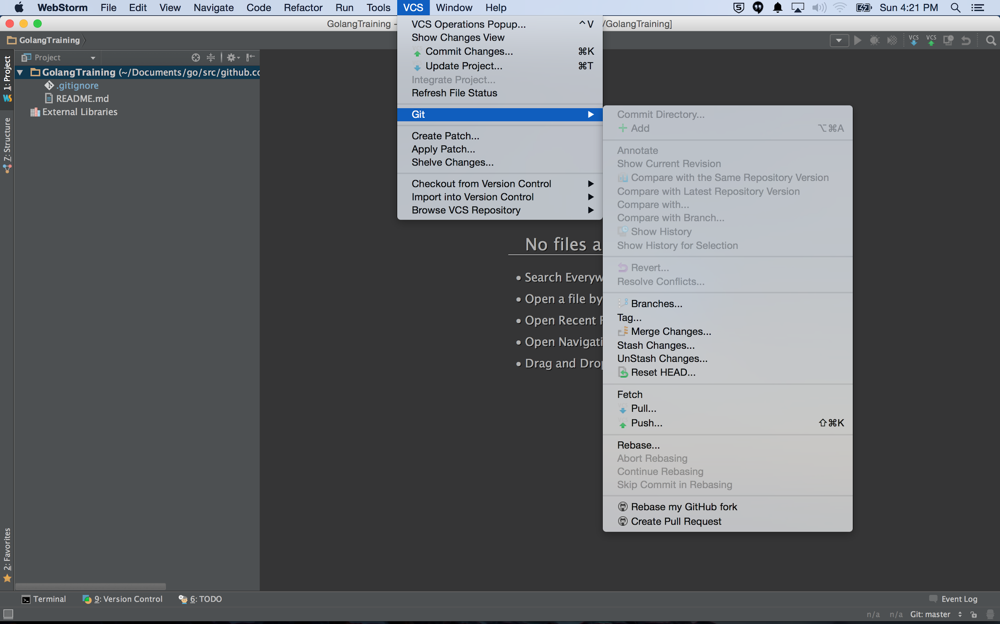 WebStorm File Edit View Navigate Code Refactor Run Tools VCS Window Help Sun 4:21 PM
GolangTraining - /GolangTraining]
GolangTraining
VCS VCS
1: Project
7: Structure
2: Favorites
Project
GolangTraining (~/Documents/go/src/github.co
.gitignore
README.md
External Libraries
VCS Operations Popup... ^V
Show Changes View
Commit Changes... ⌘K
Update Project... ⌘T
Integrate Project...
Refresh File Status
Git
Create Patch...
Apply Patch...
Shelve Changes...
Checkout from Version Control
Import into Version Control
Browse VCS Repository
Commit Directory...
Add ⌥⌘A
Annotate
Show Current Revision
Compare with the Same Repository Version
Compare with Latest Repository Version
Compare with...
Compare with Branch...
Show History
Show History for Selection
Revert...
Resolve Conflicts...
Branches...
Tag...
Merge Changes...
Stash Changes...
UnStash Changes...
Reset HEAD...
Fetch
Pull...
Push... ⇧⌘K
Rebase...
Abort Rebasing
Continue Rebasing
Skip Commit in Rebasing
Rebase my GitHub fork
Create Pull Request
No files a
• Search Everyw
• Open a file by
• Open Recent F
• Open Navigati
• Drag and Drop
Terminal 9: Version Control 6: TODO Event Log
n/a n/a Git: master